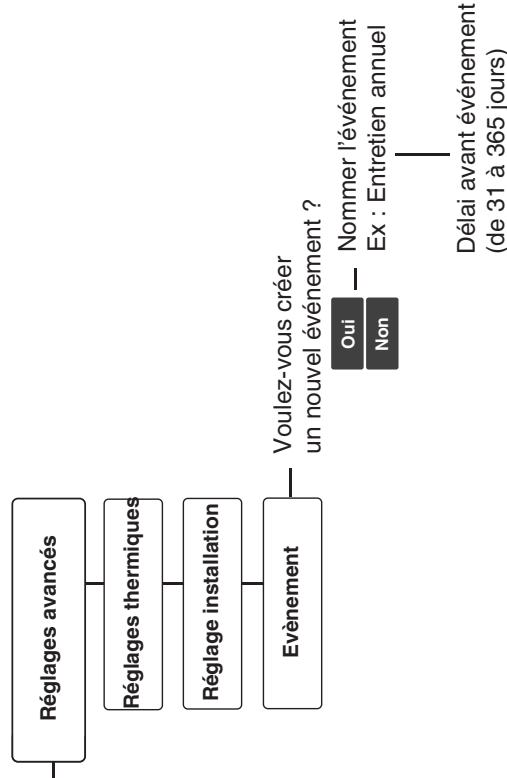 Réglages avancés
Réglages thermiques
Réglage installation
Evènement
Voulez-vous créer
un nouvel événement ?
Oui
Non
Nommer l'événement
Ex : Entretien annuel
Délai avant événement
(de 31 à 365 jours)